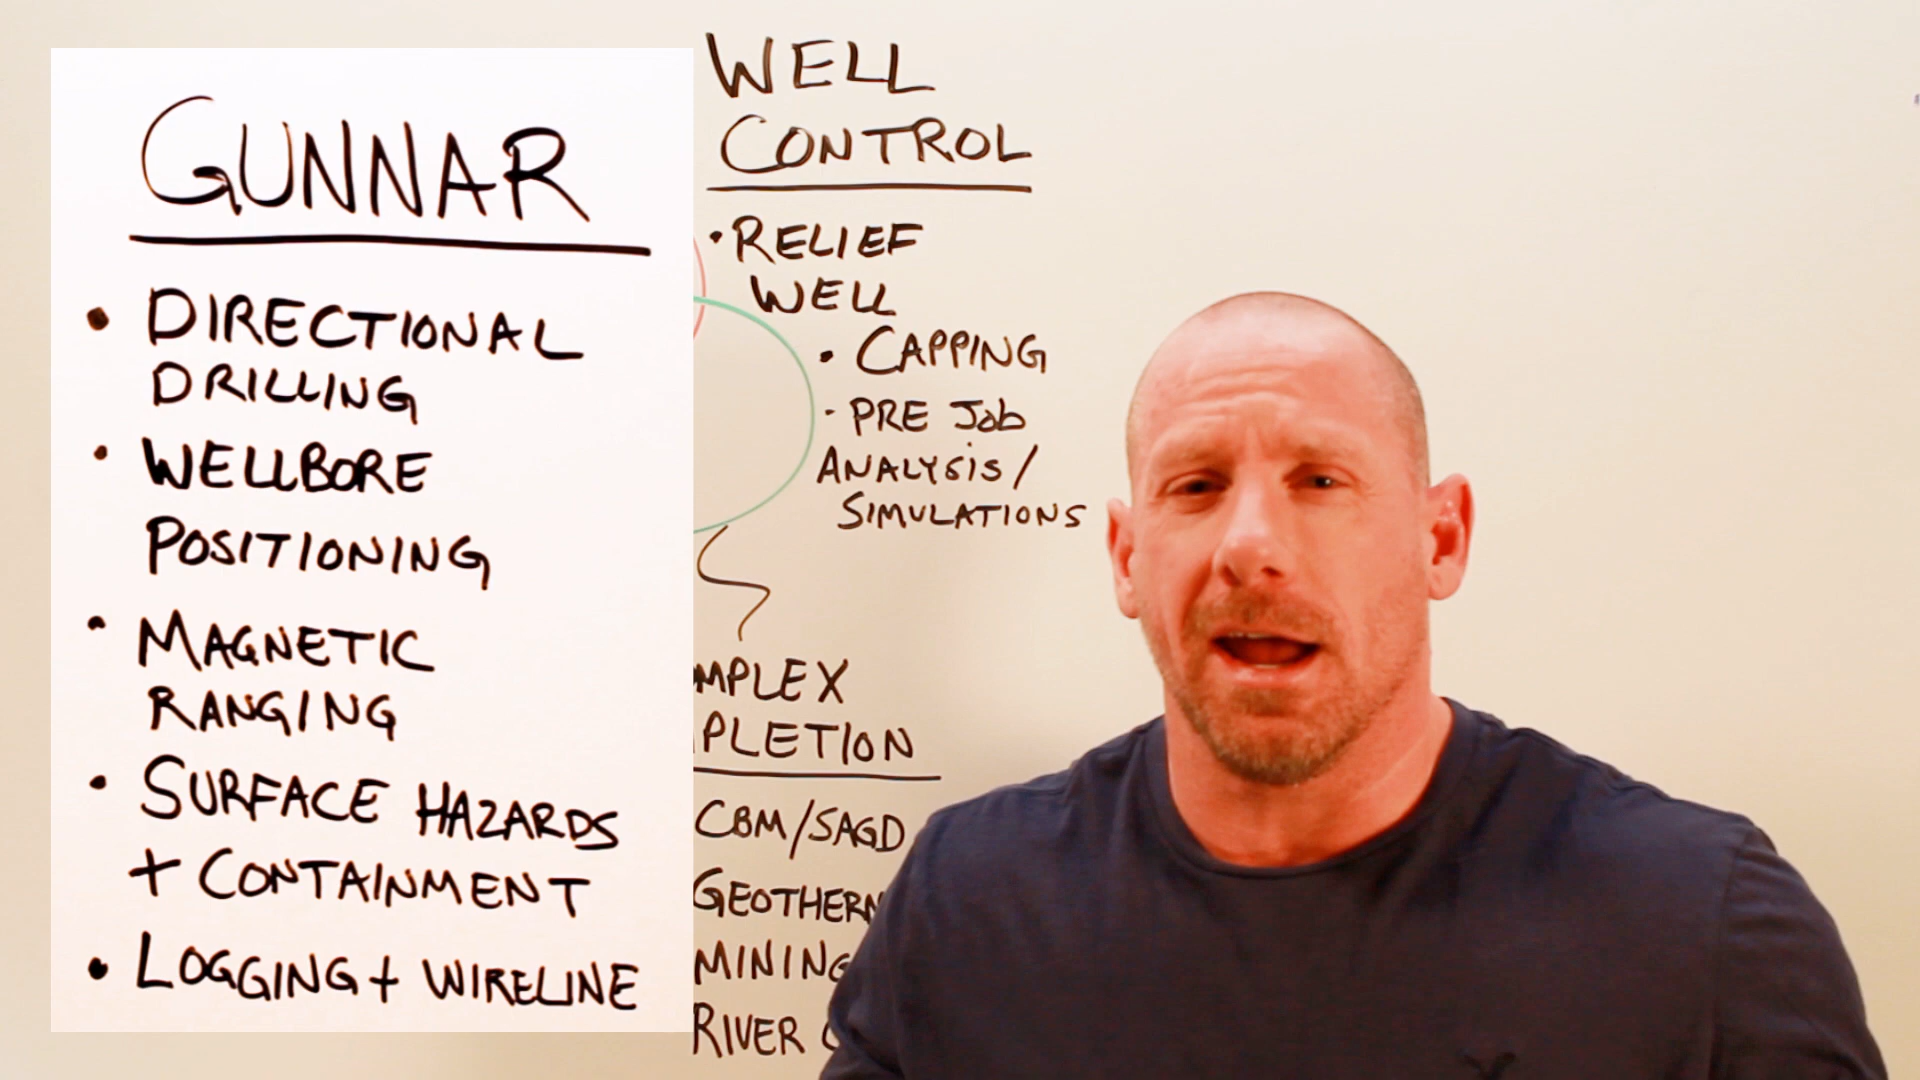 GUNNAR
• DIRECTIONAL
DRILLING
• WELLBORE
POSITIONING
• MAGNETIC
RANGING
• SURFACE HAZARDS
+ CONTAINMENT
• LOGGING + WIRELINE
WELL
CONTROL
• RELIEF
WELL
• CAPPING
- PRE JOB
ANALYSIS/
SIMULATIONS
MPLEX
PLETION
CBM/SAGD
GEOTHERM
MINING
RIVER